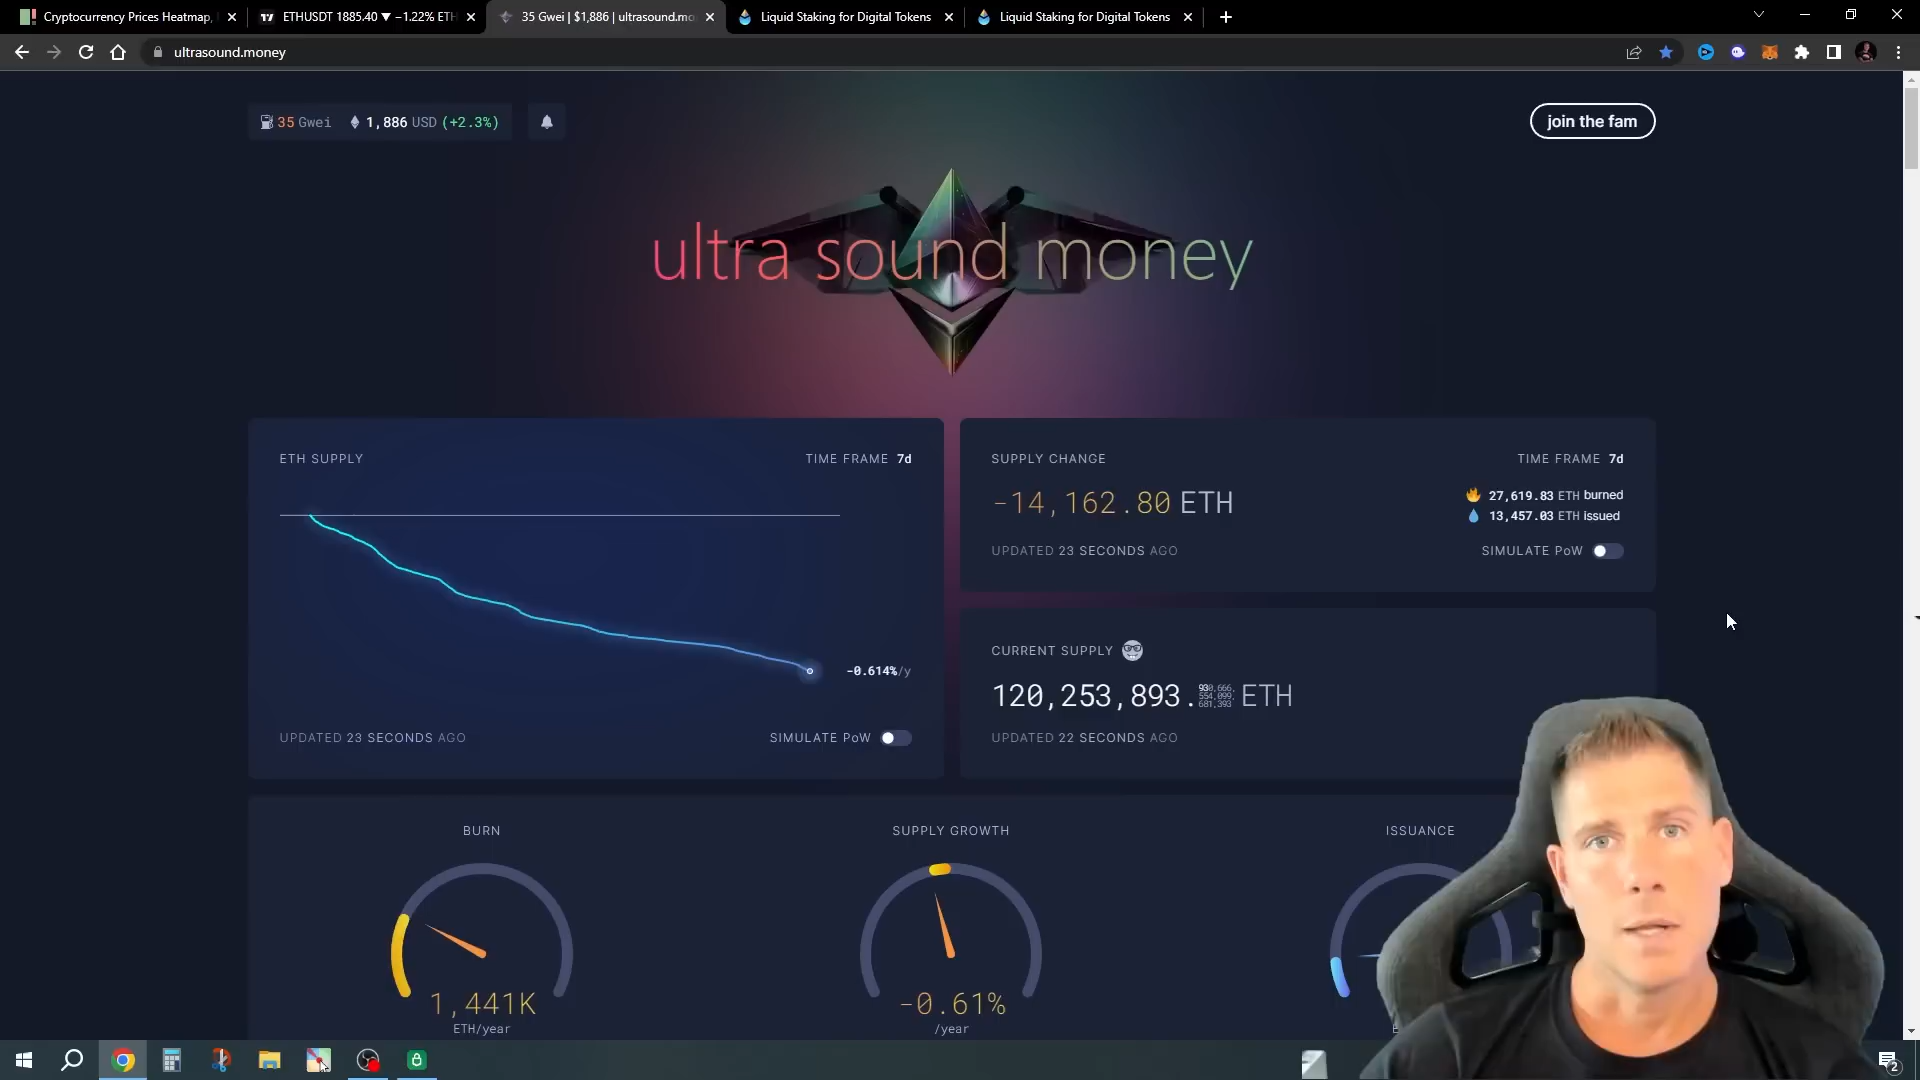 Cryptocurrency Prices Heatmap,
ETHUSDT 1885.40 ▼ −1.22% ETH
35 Gwei | $1,886 | ultrasound.mo
Liquid Staking for Digital Tokens
Liquid Staking for Digital Tokens
ultrasound.money
35 Gwei 1,886 USD (+2.3%)
join the fam
ultra sound money
ETH SUPPLY
TIME FRAME 7d
-0.614%/y
UPDATED 23 SECONDS AGO
SIMULATE PoW
SUPPLY CHANGE
TIME FRAME 7d
-14,162.80 ETH
27,619.83 ETH burned
13,457.03 ETH issued
UPDATED 23 SECONDS AGO
SIMULATE PoW
CURRENT SUPPLY
120,253,893. ETH
UPDATED 22 SECONDS AGO
BURN
1,441K
ETH/year
SUPPLY GROWTH
-0.61%
/year
ISSUANCE
2